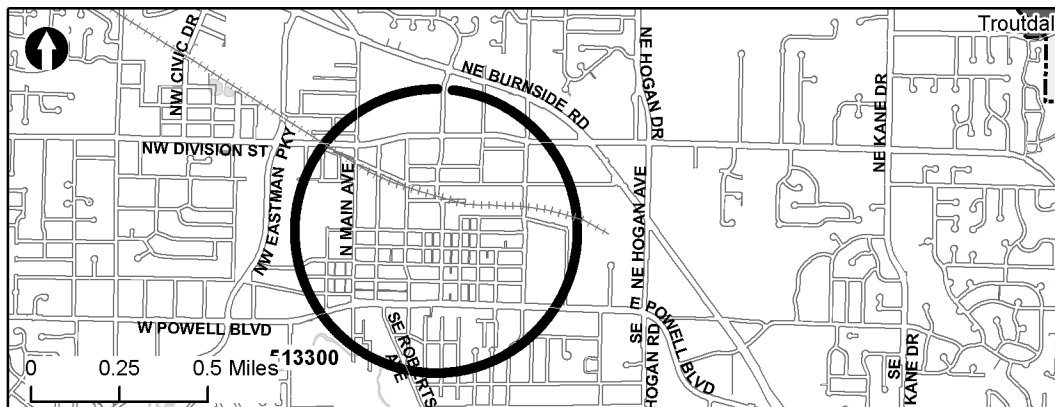 Troutdal
NW CIVIC DR
NE BURNSIDE RD
NE HOGAN DR
NE KANE DR
NW DIVISION ST
NW EASTMAN PKY
N MAIN AVE
NE HOGAN AVE
SE
E POWELL BLVD
W POWELL BLVD
SE HOGAN RD
SE ROBERTS AVE
SE KANE DR
0 0.25 0.5 Miles
513300